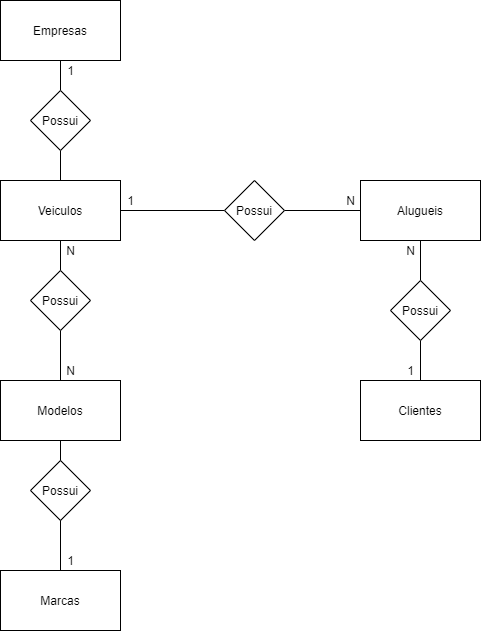 Empresas
1
Possui
Veiculos
1
Possui
N
Alugueis
N
Possui
N
Modelos
N
Possui
1
Clientes
Possui
1
Marcas